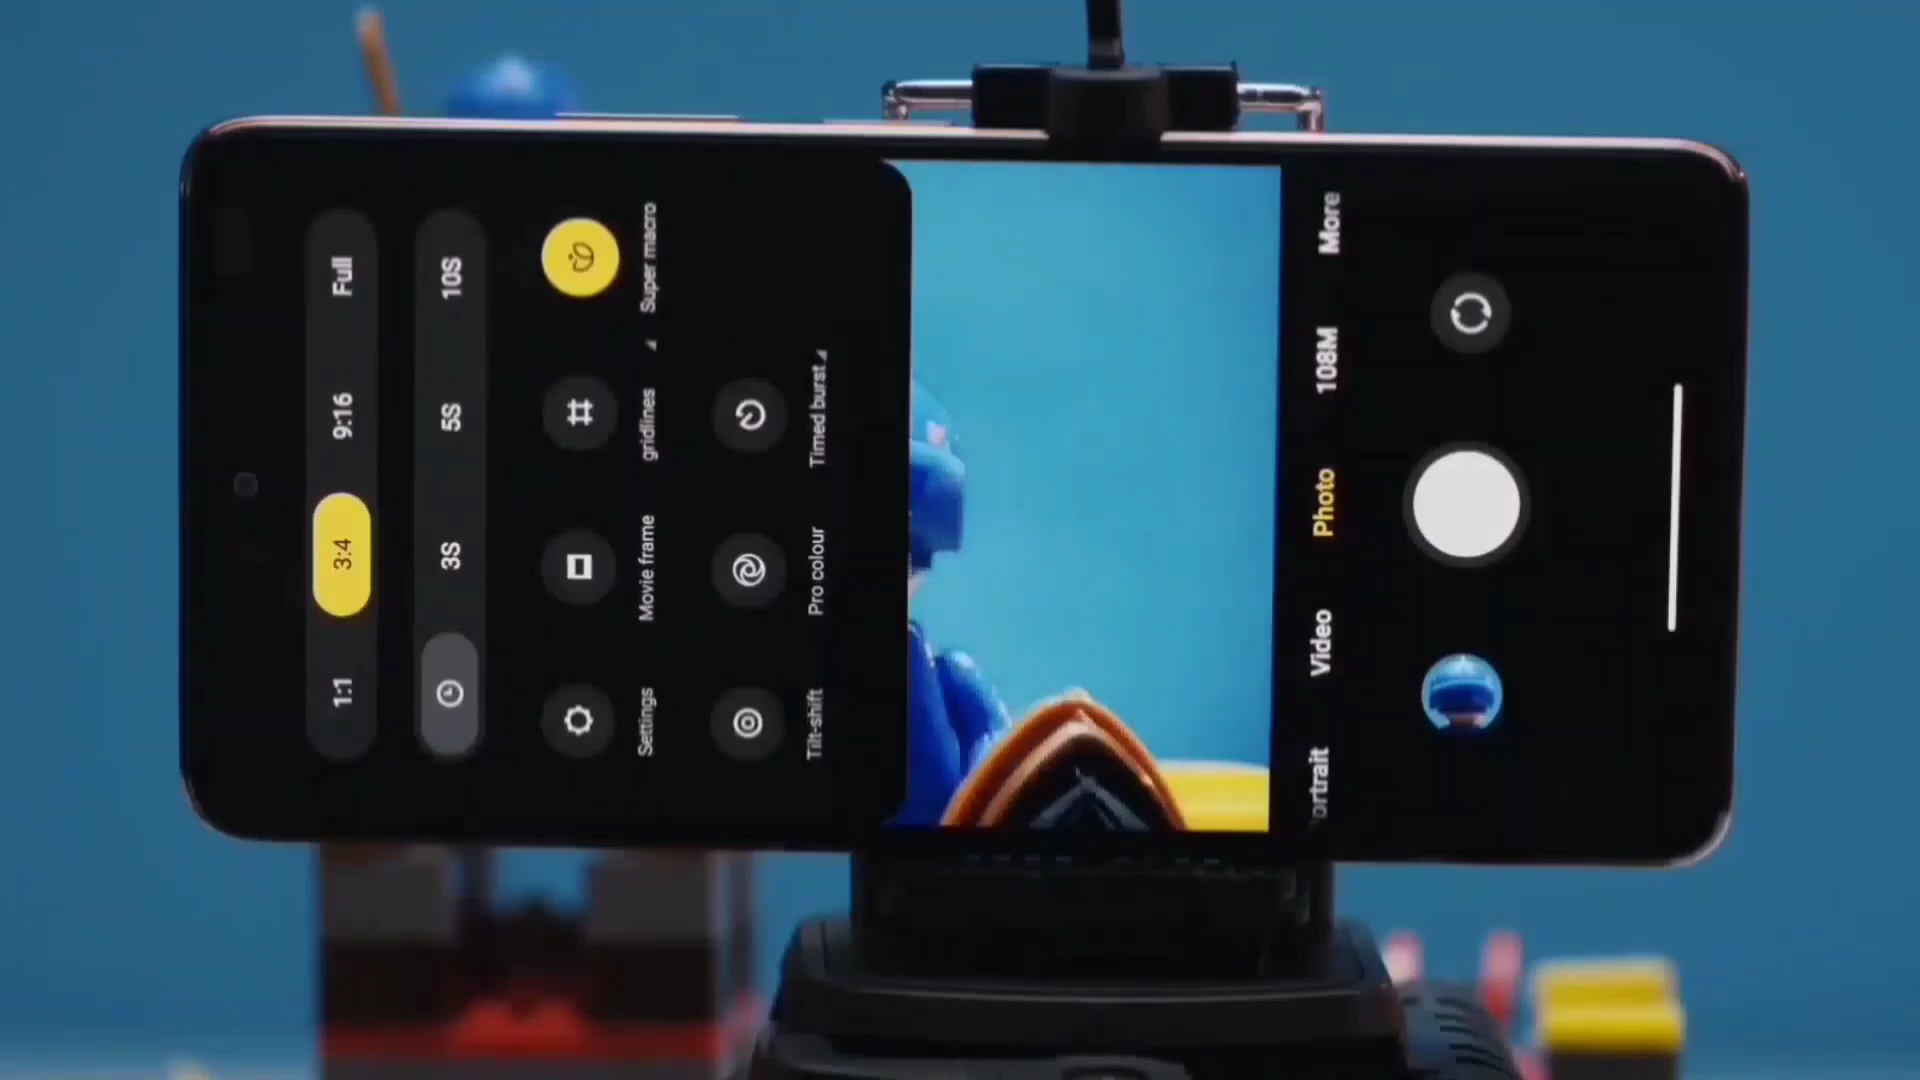 1:1 3:4 9:16 Full
3S 5S 10S
Settings Movie frame gridlines Super macro
Tilt-shift Pro colour Timed burst
ortrait Video Photo 108M More